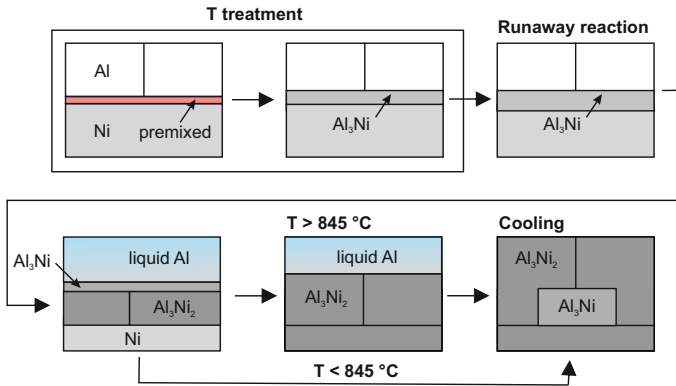 T treatment
Runaway reaction
Al
Ni
premixed
Al₃Ni
Al₃Ni
T > 845 °C
Cooling
Al₃Ni
liquid Al
Al₃Ni₂
Ni
liquid Al
Al₃Ni₂
Al₃Ni₂
Al₃Ni
T < 845 °C